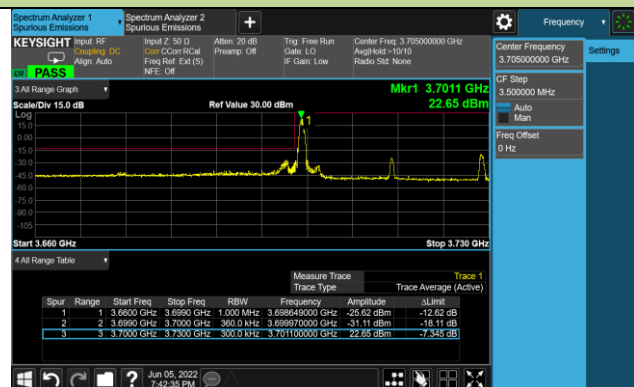 Spectrum Analyzer 1
Spurious Emissions
Spectrum Analyzer 2
Spurious Emissions
+
Frequency
KEYSIGHT
Input: RF
Coupling: DC
Align: Auto
Input Z: 50 Ω
Corr CCorr RCal
Freq Ref: Ext (S)
NFE: Off
Atten: 20 dB
Preamp: Off
Trig: Free Run
Gate: LO
IF Gain: Low
Center Freq: 3.705000000 GHz
Avg|Hold:>10/10
Radio Std: None
PASS
Center Frequency
3.705000000 GHz
Settings
CF Step
3.500000 MHz
Auto
Man
Freq Offset
0 Hz
3 All Range Graph
Mkr1 3.7011 GHz
22.65 dBm
Scale/Div 15.0 dB
Ref Value 30.00 dBm
Log
15.0
0.00
-15.0
-30.0
-45.0
-60.0
-75.0
-90.0
-105
1
Start 3.660 GHz
Stop 3.730 GHz
4 All Range Table
Measure Trace Trace 1
Trace Type Trace Average (Active)
Spur Range Start Freq Stop Freq RBW Frequency Amplitude ΔLimit
1 1 3.6600 GHz 3.6990 GHz 1.000 MHz 3.698649000 GHz -25.62 dBm -12.62 dB
2 2 3.6990 GHz 3.7000 GHz 360.0 kHz 3.699970000 GHz -31.11 dBm -18.11 dB
3 3 3.7000 GHz 3.7300 GHz 300.0 kHz 3.701100000 GHz 22.65 dBm -7.345 dB
?
Jun 05, 2022
7:42:35 PM